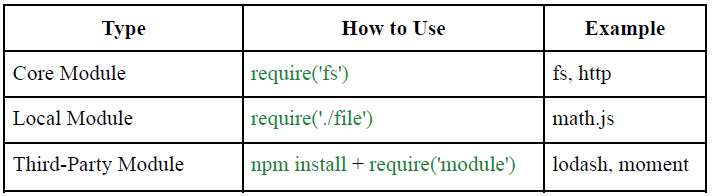 Type How to Use Example
Core Module require('fs') fs, http
Local Module require('./file') math.js
Third-Party Module npm install + require('module') lodash, moment